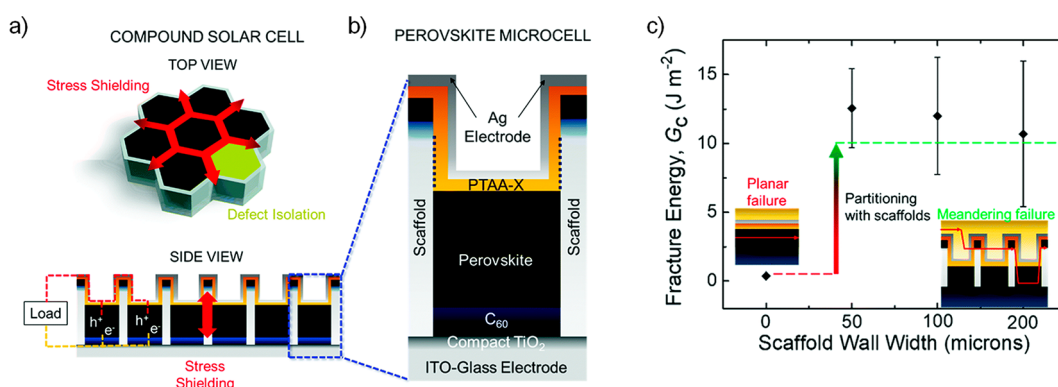 a)
COMPOUND SOLAR CELL
TOP VIEW
Stress Shielding
Defect Isolation
SIDE VIEW
Load
h+
e-
h+
e-
Stress
Shielding
b)
PEROVSKITE MICROCELL
Ag
Electrode
PTAA-X
Scaffold
Scaffold
Perovskite
C60
Compact TiO2
ITO-Glass Electrode
c)
Fracture Energy, GC (J m-2)
15
10
5
0
Planar
failure
Partitioning
with scaffolds
Meandering failure
0
50
100
200
Scaffold Wall Width (microns)